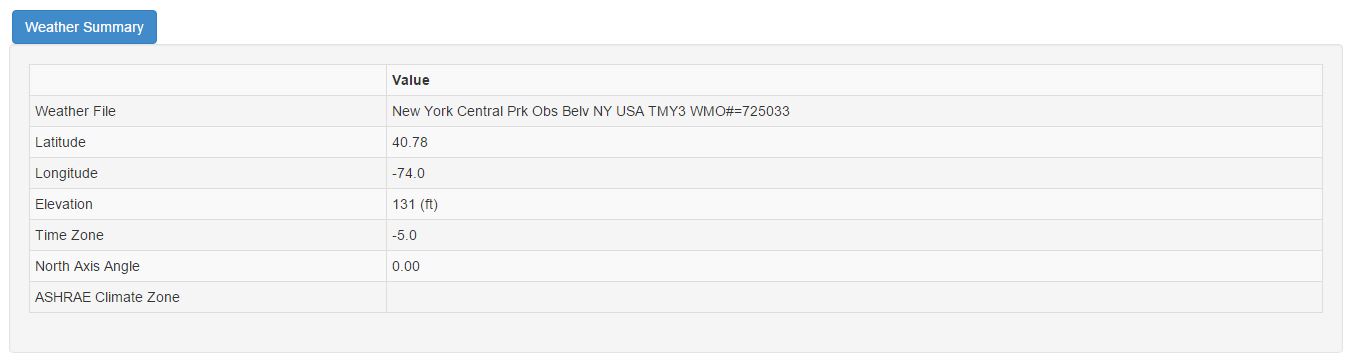 Weather Summary
Value
Weather File New York Central Prk Obs Belv NY USA TMY3 WMO#=725033
Latitude 40.78
Longitude -74.0
Elevation 131 (ft)
Time Zone -5.0
North Axis Angle 0.00
ASHRAE Climate Zone